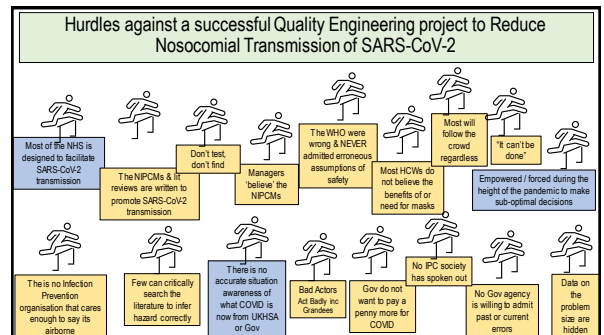 Hurdles against a successful Quality Engineering project to Reduce
Nosocomial Transmission of SARS-CoV-2
Most of the NHS is
designed to facilitate
SARS-CoV-2
transmission
The NIPCMs & lit
reviews are written to
promote SARS-CoV-2
transmission
Don't test,
don't find
Managers
'believe' the
NIPCMs
The WHO were
wrong & NEVER
admitted erroneous
assumptions of
safety
Most HCWs do
not believe the
benefits of or
need for masks
Most will
follow the
crowd
regardless
"It can't be
done"
Empowered / forced during the
height of the pandemic to make
sub-optimal decisions
The is no Infection
Prevention
organisation that cares
enough to say its
airborne
Few can critically
search the
literature to infer
hazard correctly
There is no
accurate situation
awareness of
what COVID is
now from UKHSA
or Gov
Bad Actors
Act Badly inc
Grandees
Gov do not
want to pay a
penny more for
COVID
No IPC society
has spoken out
No Gov agency
is willing to admit
past or current
errors
Data on
the problem
size are
hidden